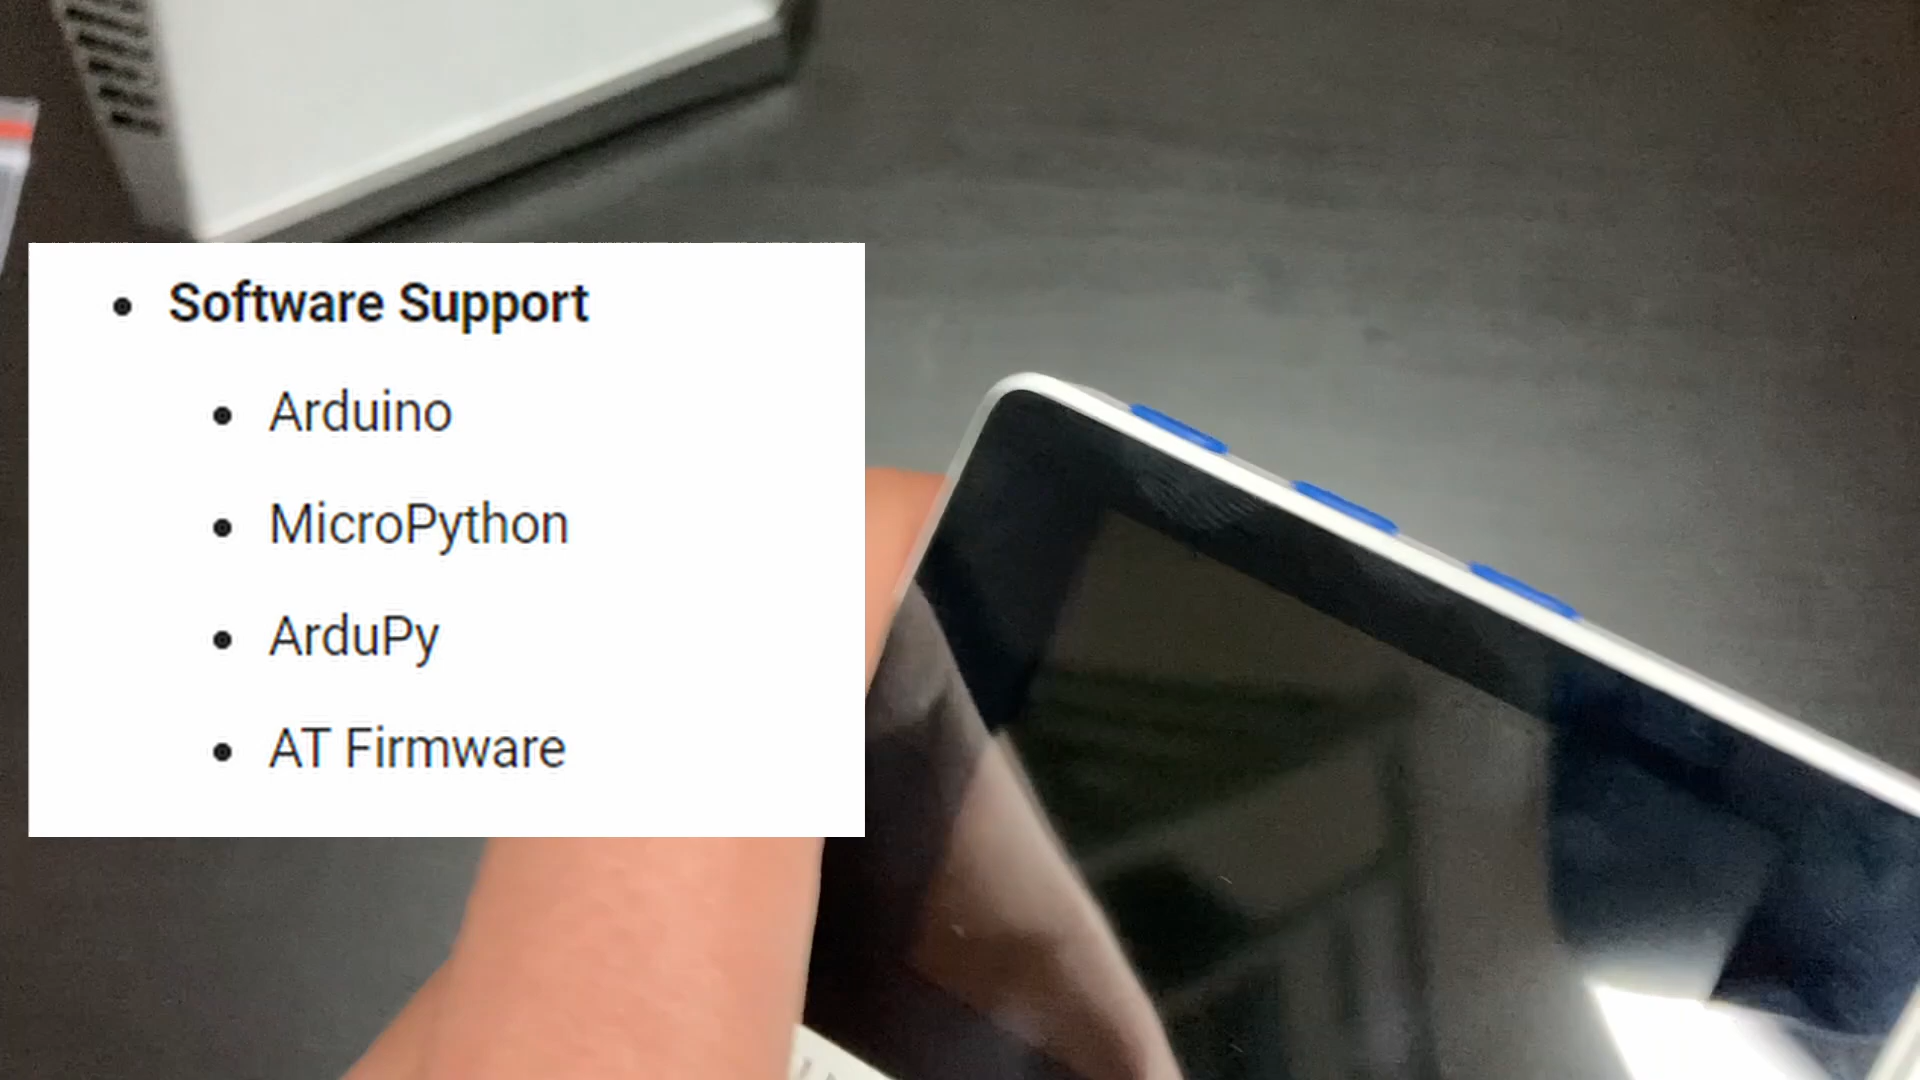 Software Support
Arduino
MicroPython
ArduPy
AT Firmware